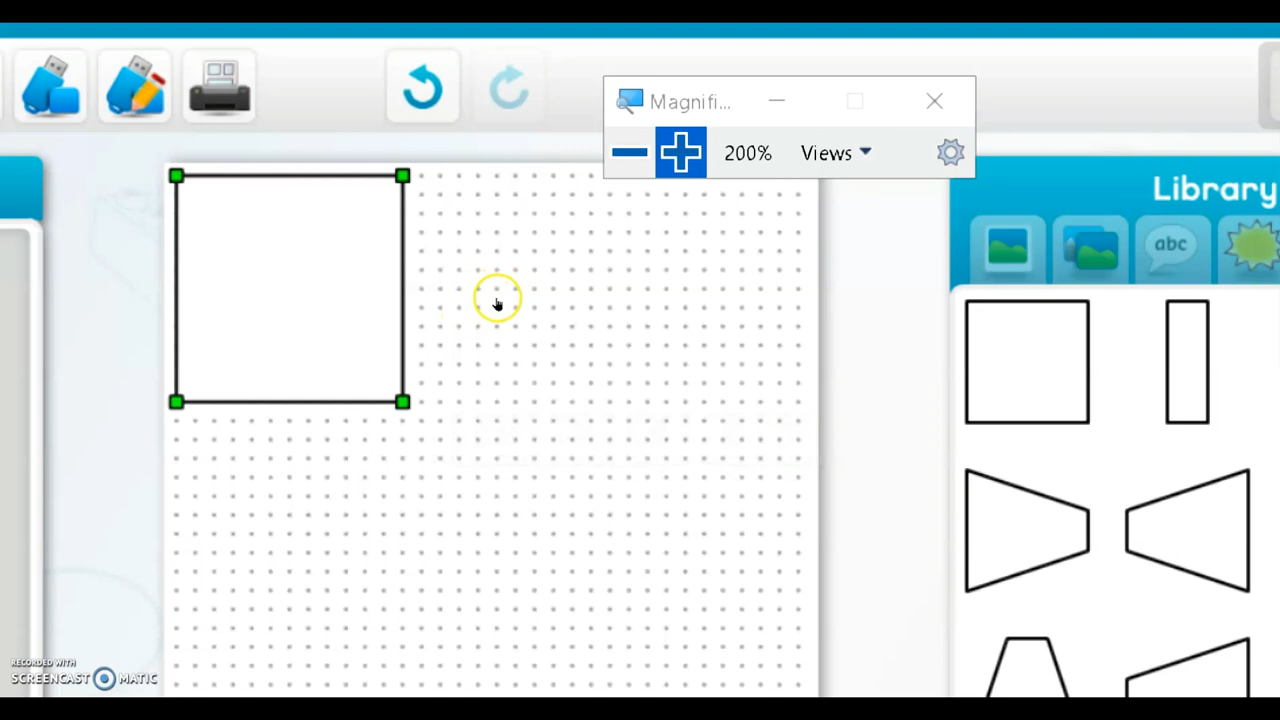 Magnifi...
200% Views
Library
abc
RECORDED WITH
SCREENCAST MATIC